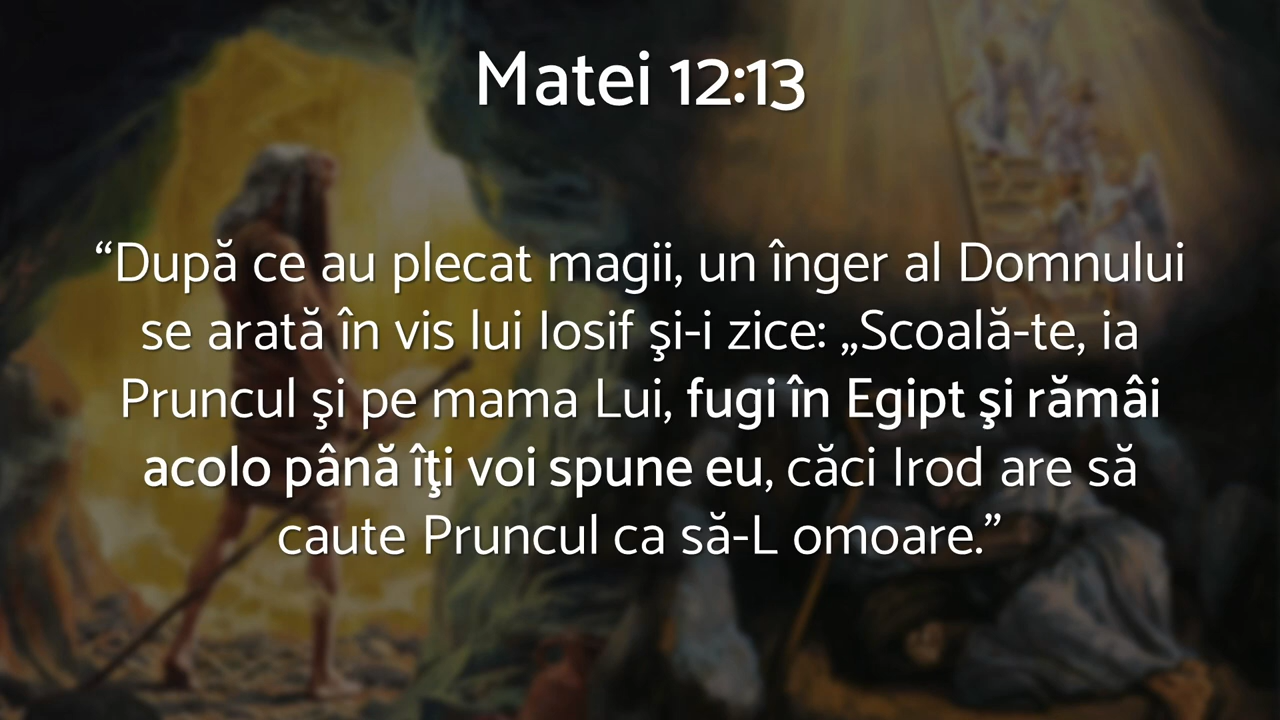 Matei 12:13
“După ce au plecat magii, un înger al Domnului
se arată în vis lui Iosif şi-i zice: „Scoală-te, ia
Pruncul şi pe mama Lui, fugi în Egipt şi rămâi
acolo până îţi voi spune eu, căci Irod are să
caute Pruncul ca să-L omoare.”